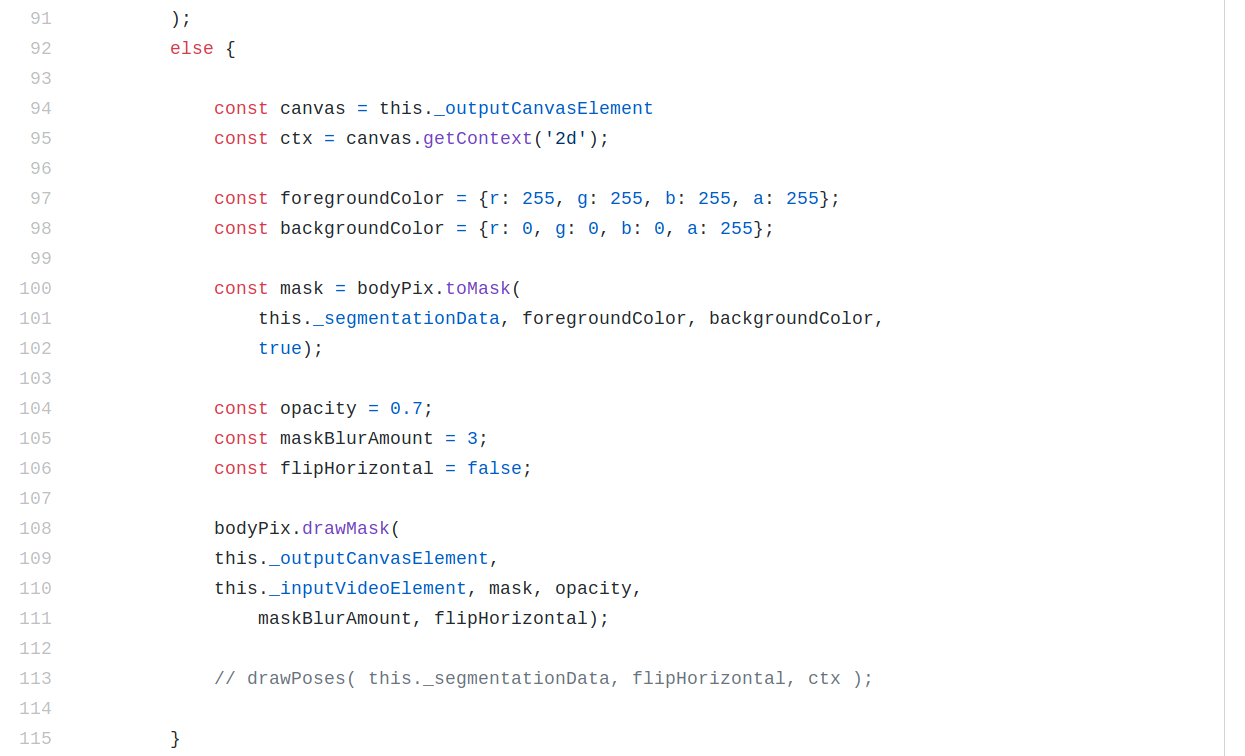 91 );
92 else {
93
94 const canvas = this._outputCanvasElement
95 const ctx = canvas.getContext('2d');
96
97 const foregroundColor = {r: 255, g: 255, b: 255, a: 255};
98 const backgroundColor = {r: 0, g: 0, b: 0, a: 255};
99
100 const mask = bodyPix.toMask(
101 this._segmentationData, foregroundColor, backgroundColor,
102 true);
103
104 const opacity = 0.7;
105 const maskBlurAmount = 3;
106 const flipHorizontal = false;
107
108 bodyPix.drawMask(
109 this._outputCanvasElement,
110 this._inputVideoElement, mask, opacity,
111 maskBlurAmount, flipHorizontal);
112
113 // drawPoses( this._segmentationData, flipHorizontal, ctx );
114
115 }